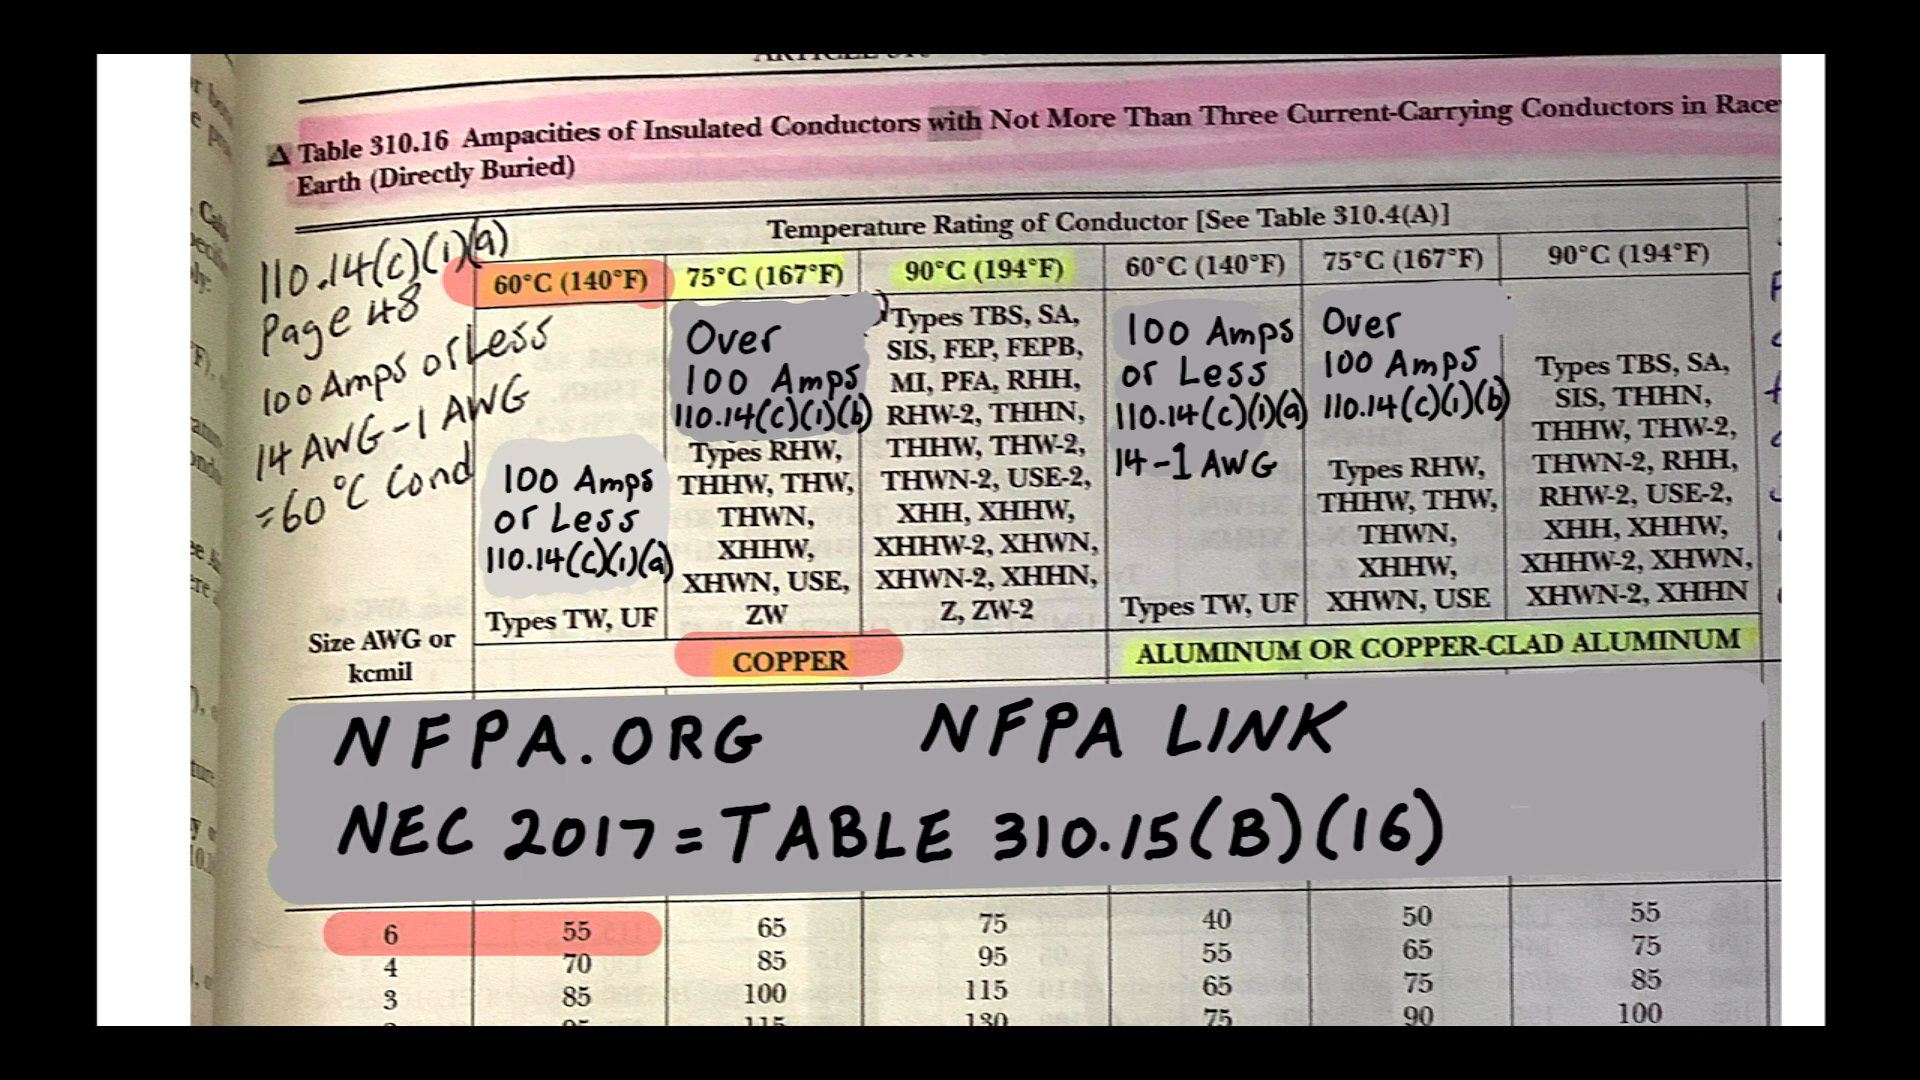 Δ Table 310.16 Ampacities of Insulated Conductors with Not More Than Three Current-Carrying Conductors in Race
Earth (Directly Buried)
110.14(c)(1)(a)
Page 48
100 Amps or Less
14 AWG-1 AWG
=60°C Cond
Temperature Rating of Conductor [See Table 310.4(A)]
60°C (140°F) 75°C (167°F) 90°C (194°F) 60°C (140°F) 75°C (167°F) 90°C (194°F)
100 Amps
or Less
110.14(c)(1)(a)
Types TW, UF
Over
100 Amps
110.14(c)(1)(b)
Types RHW,
THHW, THW,
THWN,
XHHW,
XHWN, USE,
ZW
Types TBS, SA,
SIS, FEP, FEPB,
MI, PFA, RHH,
RHW-2, THHN,
THHW, THW-2,
THWN-2, USE-2,
XHH, XHHW,
XHHW-2, XHWN,
XHWN-2, XHHN,
Z, ZW-2
100 Amps
or Less
110.14(c)(1)(a)
14-1 AWG
Types TW, UF
Over
100 Amps
110.14(c)(1)(b)
Types RHW,
THHW, THW,
THWN,
XHHW,
XHWN, USE
Types TBS, SA,
SIS, THHN,
THHW, THW-2,
THWN-2, RHH,
RHW-2, USE-2,
XHH, XHHW,
XHHW-2, XHWN,
XHWN-2, XHHN
Size AWG or
kcmil
COPPER ALUMINUM OR COPPER-CLAD ALUMINUM
NFPA.ORG NFPA LINK
NEC 2017=TABLE 310.15(B)(16)
6 55 65 75 40 50 55
4 70 85 95 55 65 75
3 85 100 115 65 75 85
115 130 75 90 100